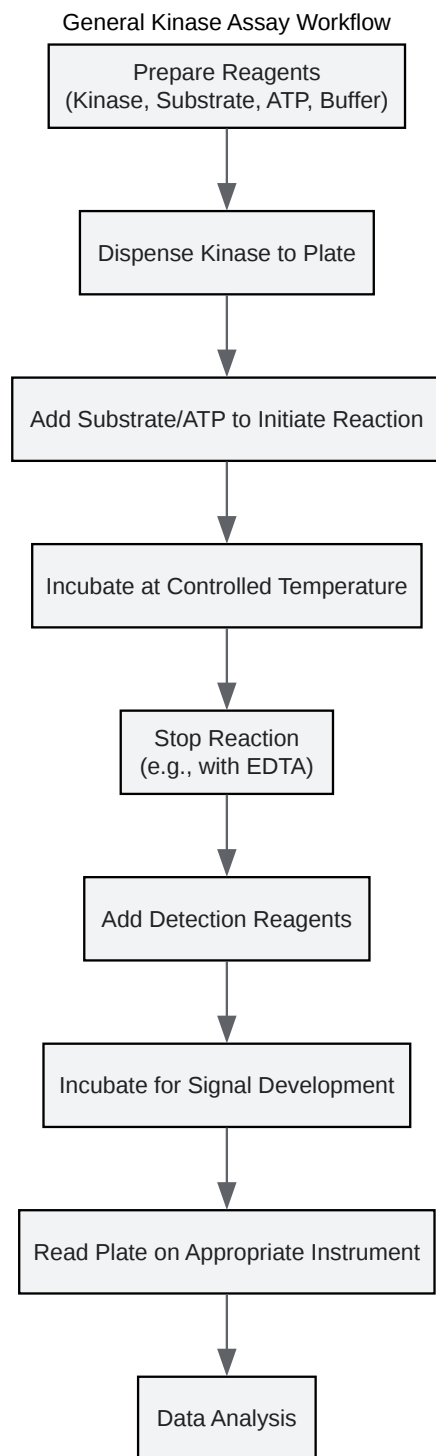 General Kinase Assay Workflow
Prepare Reagents
(Kinase, Substrate, ATP, Buffer)
Dispense Kinase to Plate
Add Substrate/ATP to Initiate Reaction
Incubate at Controlled Temperature
Stop Reaction
(e.g., with EDTA)
Add Detection Reagents
Incubate for Signal Development
Read Plate on Appropriate Instrument
Data Analysis